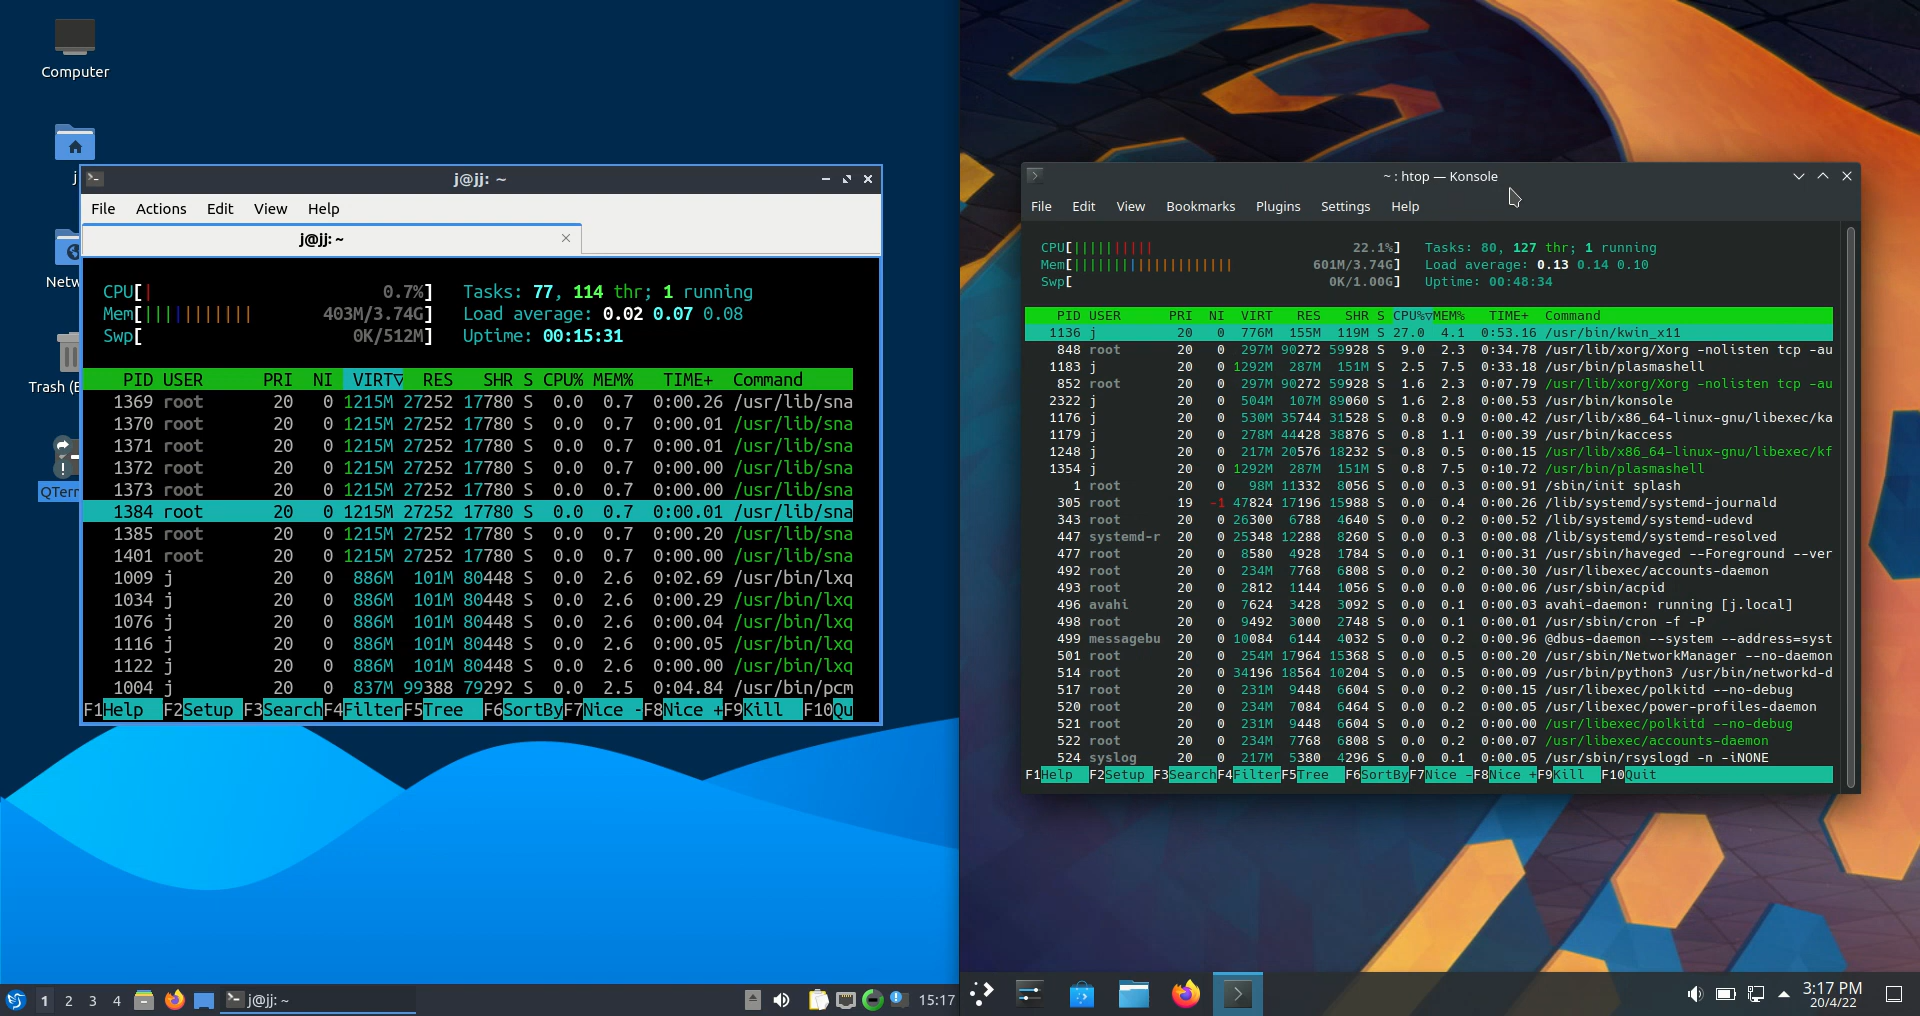 Computer
j
Netw
Trash (E
QTerr
j@jj: ~
File Actions Edit View Help
j@jj: ~
CPU[| 0.7%] Tasks: 77, 114 thr; 1 running
Mem[||||||||||| 403M/3.74G] Load average: 0.02 0.07 0.08
Swp[ 0K/512M] Uptime: 00:15:31
PID USER PRI NI VIRT▽ RES SHR S CPU% MEM% TIME+ Command
1369 root 20 0 1215M 27252 17780 S 0.0 0.7 0:00.26 /usr/lib/sna
1370 root 20 0 1215M 27252 17780 S 0.0 0.7 0:00.01 /usr/lib/sna
1371 root 20 0 1215M 27252 17780 S 0.0 0.7 0:00.01 /usr/lib/sna
1372 root 20 0 1215M 27252 17780 S 0.0 0.7 0:00.00 /usr/lib/sna
1373 root 20 0 1215M 27252 17780 S 0.0 0.7 0:00.00 /usr/lib/sna
1384 root 20 0 1215M 27252 17780 S 0.0 0.7 0:00.01 /usr/lib/sna
1385 root 20 0 1215M 27252 17780 S 0.0 0.7 0:00.20 /usr/lib/sna
1401 root 20 0 1215M 27252 17780 S 0.0 0.7 0:00.00 /usr/lib/sna
1009 j 20 0 886M 101M 80448 S 0.0 2.6 0:02.69 /usr/bin/lxq
1034 j 20 0 886M 101M 80448 S 0.0 2.6 0:00.29 /usr/bin/lxq
1076 j 20 0 886M 101M 80448 S 0.0 2.6 0:00.04 /usr/bin/lxq
1116 j 20 0 886M 101M 80448 S 0.0 2.6 0:00.05 /usr/bin/lxq
1122 j 20 0 886M 101M 80448 S 0.0 2.6 0:00.00 /usr/bin/lxq
1004 j 20 0 837M 99388 79292 S 0.0 2.5 0:04.84 /usr/bin/pcm
F1Help F2Setup F3SearchF4FilterF5Tree F6SortByF7Nice -F8Nice +F9Kill F10Qu
1 2 3 4 j@jj: ~ 15:17
~ : htop — Konsole
File Edit View Bookmarks Plugins Settings Help
CPU[|||||||||| 22.1%] Tasks: 80, 127 thr; 1 running
Mem[|||||||||||||||||||| 601M/3.74G] Load average: 0.13 0.14 0.10
Swp[ 0K/1.00G] Uptime: 00:48:34
PID USER PRI NI VIRT RES SHR S CPU%▽MEM% TIME+ Command
1136 j 20 0 776M 155M 119M S 27.0 4.1 0:53.16 /usr/bin/kwin_x11
848 root 20 0 297M 90272 59928 S 9.0 2.3 0:34.78 /usr/lib/xorg/Xorg -nolisten tcp -au
1183 j 20 0 1292M 287M 151M S 2.5 7.5 0:33.18 /usr/bin/plasmashell
852 root 20 0 297M 90272 59928 S 1.6 2.3 0:07.79 /usr/lib/xorg/Xorg -nolisten tcp -au
2322 j 20 0 504M 107M 89060 S 1.6 2.8 0:00.53 /usr/bin/konsole
1176 j 20 0 530M 35744 31528 S 0.8 0.9 0:00.42 /usr/lib/x86_64-linux-gnu/libexec/ka
1179 j 20 0 278M 44428 38876 S 0.8 1.1 0:00.39 /usr/bin/kaccess
1248 j 20 0 217M 20576 18232 S 0.8 0.5 0:00.15 /usr/lib/x86_64-linux-gnu/libexec/kf
1354 j 20 0 1292M 287M 151M S 0.8 7.5 0:10.72 /usr/bin/plasmashell
1 root 20 0 98M 11332 8056 S 0.0 0.3 0:00.91 /sbin/init splash
305 root 19 -1 47824 17196 15988 S 0.0 0.4 0:00.26 /lib/systemd/systemd-journald
343 root 20 0 26300 6788 4640 S 0.0 0.2 0:00.52 /lib/systemd/systemd-udevd
447 systemd-r 20 0 25348 12288 8260 S 0.0 0.3 0:00.08 /lib/systemd/systemd-resolved
477 root 20 0 8580 4928 1784 S 0.0 0.1 0:00.31 /usr/sbin/haveged --Foreground --ver
492 root 20 0 234M 7768 6808 S 0.0 0.2 0:00.30 /usr/libexec/accounts-daemon
493 root 20 0 2812 1144 1056 S 0.0 0.0 0:00.06 /usr/sbin/acpid
496 avahi 20 0 7624 3428 3092 S 0.0 0.1 0:00.03 avahi-daemon: running [j.local]
498 root 20 0 9492 3000 2748 S 0.0 0.1 0:00.01 /usr/sbin/cron -f -P
499 messagebu 20 0 10084 6144 4032 S 0.0 0.2 0:00.96 @dbus-daemon --system --address=syst
501 root 20 0 254M 17964 15368 S 0.0 0.5 0:00.20 /usr/sbin/NetworkManager --no-daemon
514 root 20 0 34196 18564 10204 S 0.0 0.5 0:00.09 /usr/bin/python3 /usr/bin/networkd-d
517 root 20 0 231M 9448 6604 S 0.0 0.2 0:00.15 /usr/libexec/polkitd --no-debug
520 root 20 0 234M 7084 6464 S 0.0 0.2 0:00.05 /usr/libexec/power-profiles-daemon
521 root 20 0 231M 9448 6604 S 0.0 0.2 0:00.00 /usr/libexec/polkitd --no-debug
522 root 20 0 234M 7768 6808 S 0.0 0.2 0:00.07 /usr/libexec/accounts-daemon
524 syslog 20 0 217M 5380 4296 S 0.0 0.1 0:00.05 /usr/sbin/rsyslogd -n -iNONE
F1Help F2Setup F3SearchF4FilterF5Tree F6SortByF7Nice -F8Nice +F9Kill F10Quit
3:17 PM
20/4/22